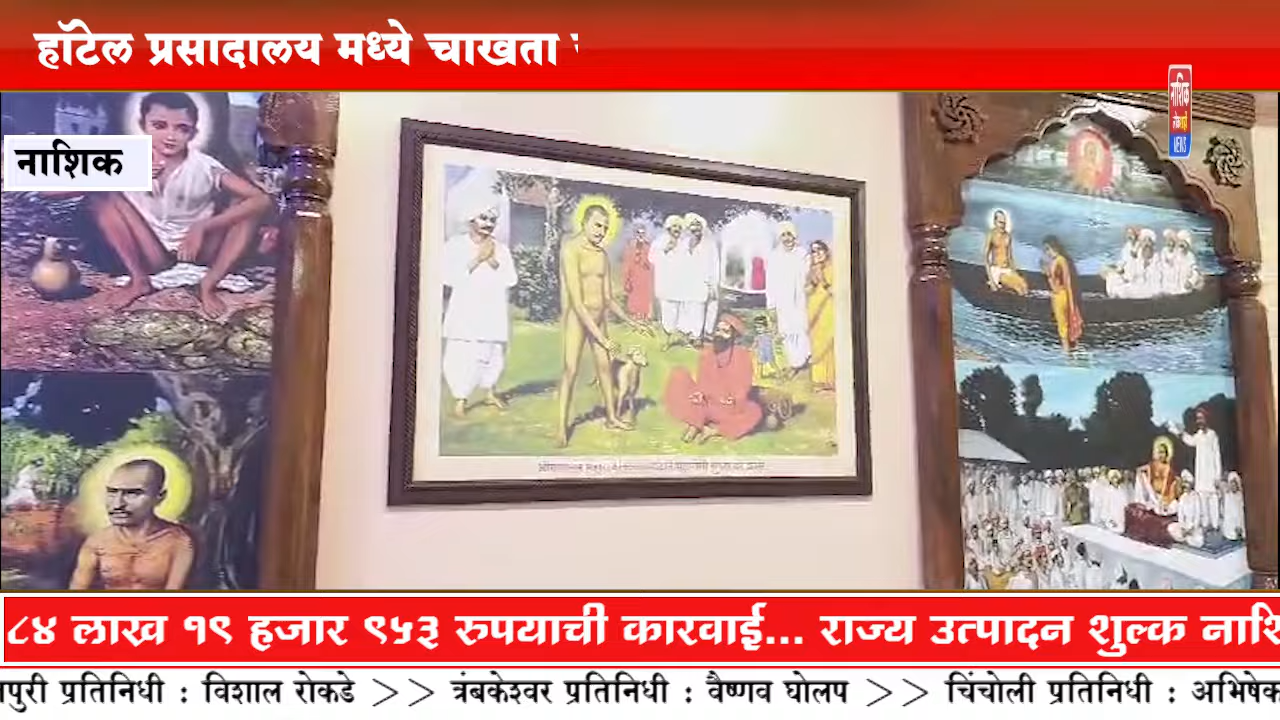 हॉटेल प्रसादालय मध्ये चाखता
नाशिक
नाशिक
NEWS
८४ लाख १९ हजार ९५३ रुपयाची कारवाई... राज्य उत्पादन शुल्क नाशि
पुरी प्रतिनिधी : विशाल रोकडे >> त्रंबकेश्वर प्रतिनिधी : वैष्णव घोलप >> चिंचोली प्रतिनिधी : अभिषेक